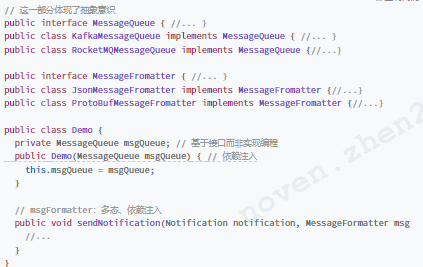 // 这一部分体现了抽象意识
public interface MessageQueue { //... }
public class KafkaMessageQueue implements MessageQueue { //... }
public class RocketMQMessageQueue implements MessageQueue {//...}
public interface MessageFromatter { //... }
public class JsonMessageFromatter implements MessageFromatter {//...}
public class ProtoBufMessageFromatter implements MessageFromatter {//...}
public class Demo {
private MessageQueue msgQueue; // 基于接口而非实现编程
public Demo(MessageQueue msgQueue) { // 依赖注入
this.msgQueue = msgQueue;
}
// msgFormatter：多态、依赖注入
public void sendNotification(Notification notification, MessageFormatter msg
//...
}
}